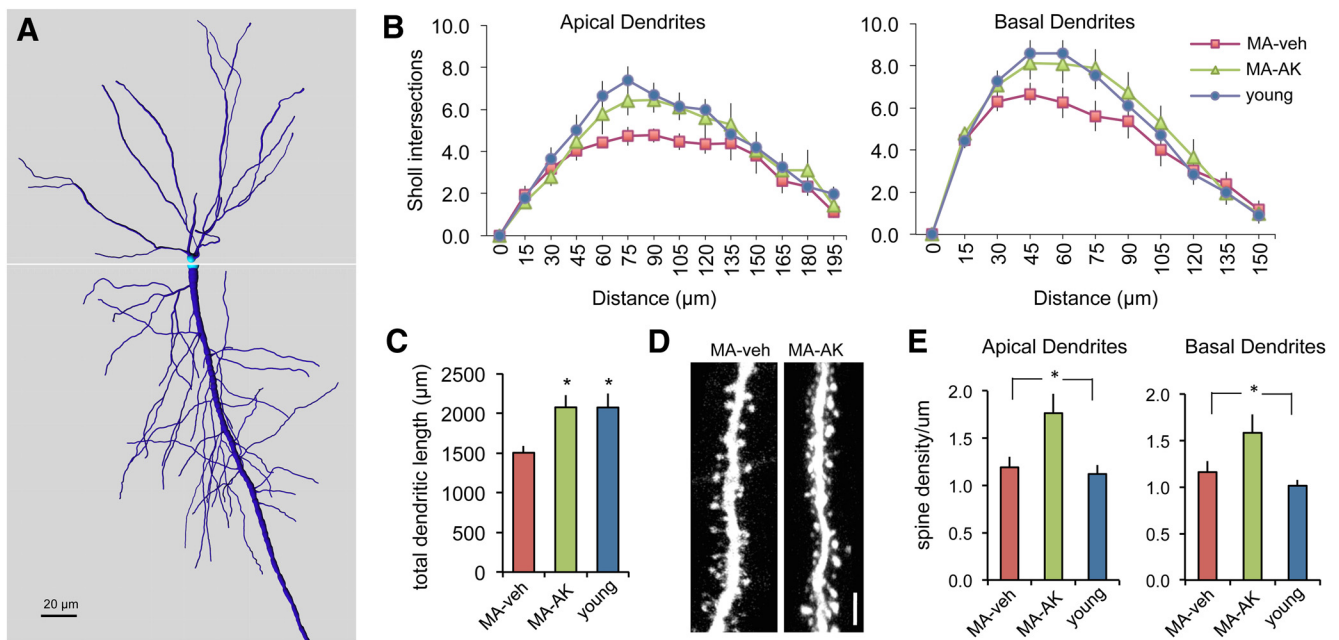 A
20 µm
B
Apical Dendrites
Sholl intersections
10.0
8.0
6.0
4.0
2.0
0.0
0 15 30 45 60 75 90 105 120 135 150 165 180 195
Distance (µm)
Basal Dendrites
10.0
8.0
6.0
4.0
2.0
0.0
0 15 30 45 60 75 90 105 120 135 150
Distance (µm)
MA-veh
MA-AK
young
C
total dendritic length (µm)
2500
2000
1500
1000
500
0
* *
MA-veh MA-AK young
D
MA-veh MA-AK
E
Apical Dendrites
spine density/um
2.0
1.5
1.0
0.5
0.0
*
MA-veh MA-AK young
Basal Dendrites
2.0
1.5
1.0
0.5
0.0
*
MA-veh MA-AK young